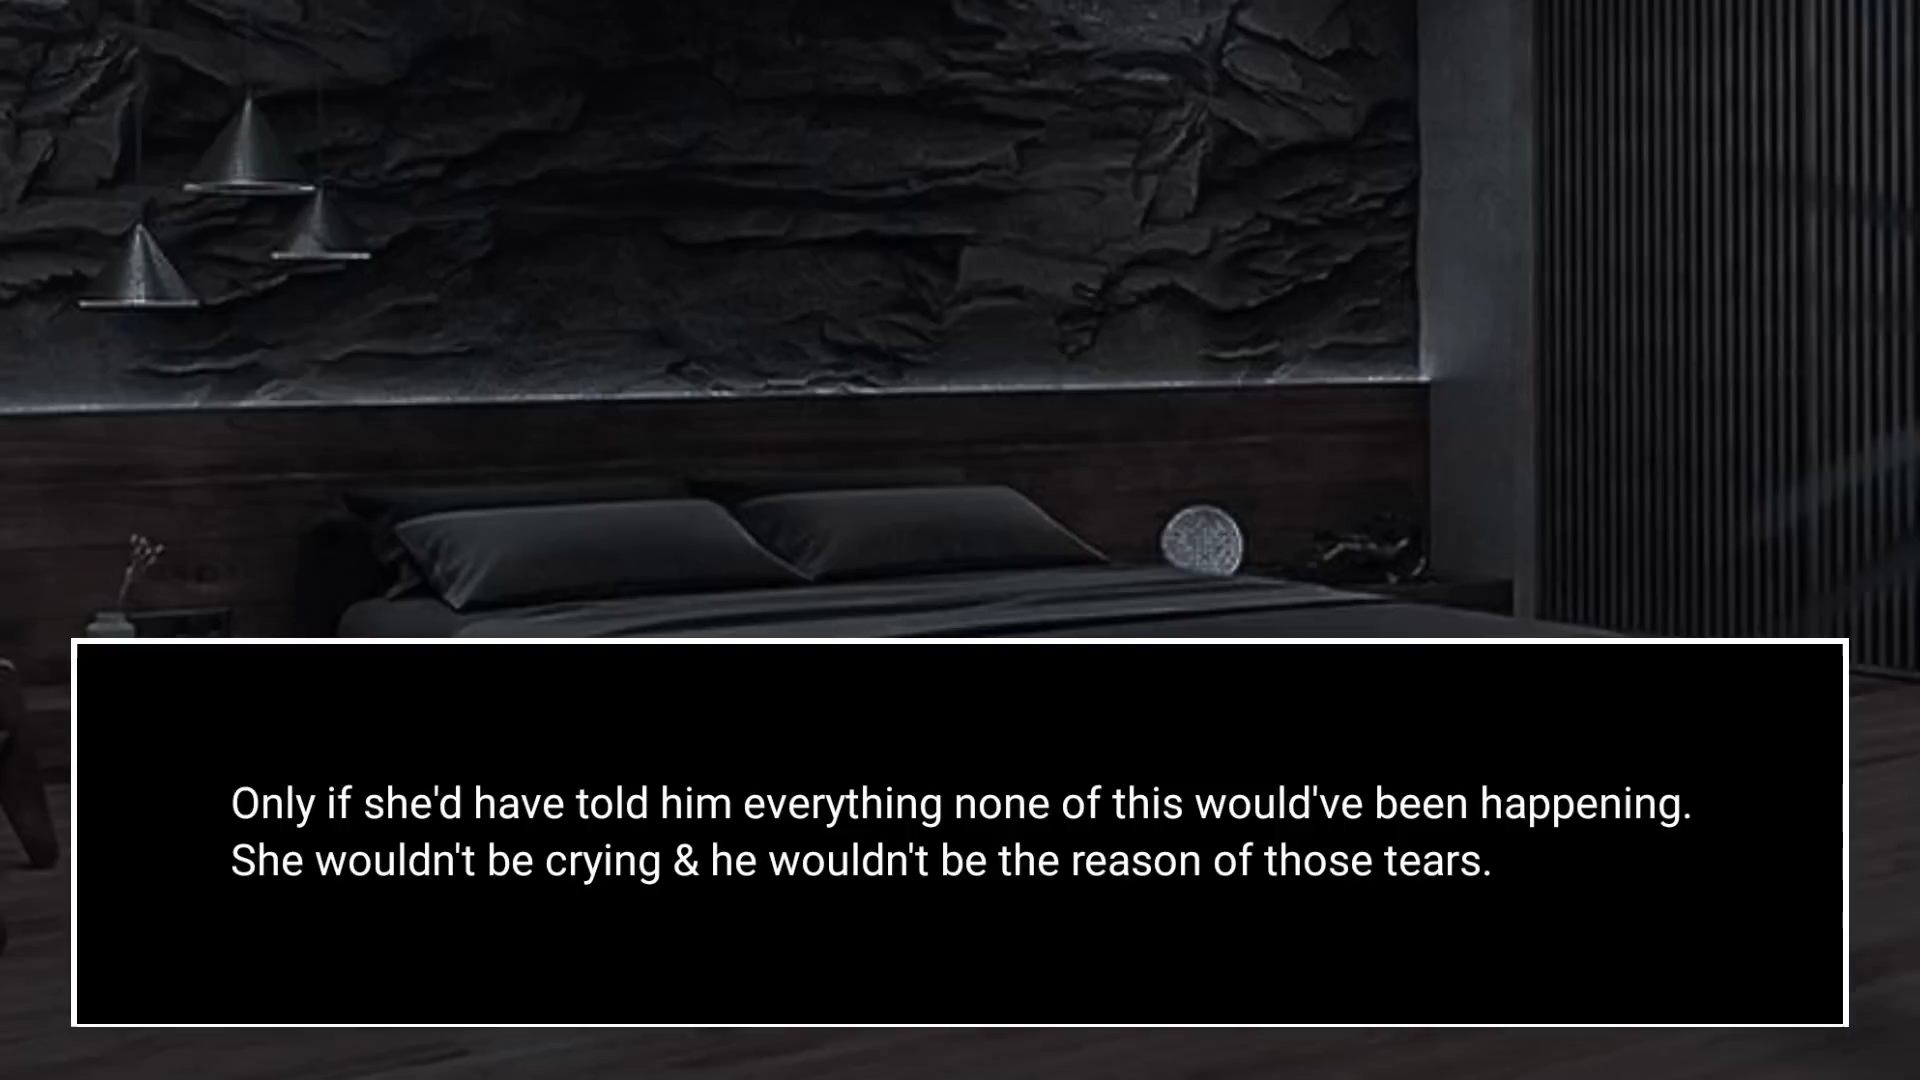 Only if she'd have told him everything none of this would've been happening.
She wouldn't be crying & he wouldn't be the reason of those tears.